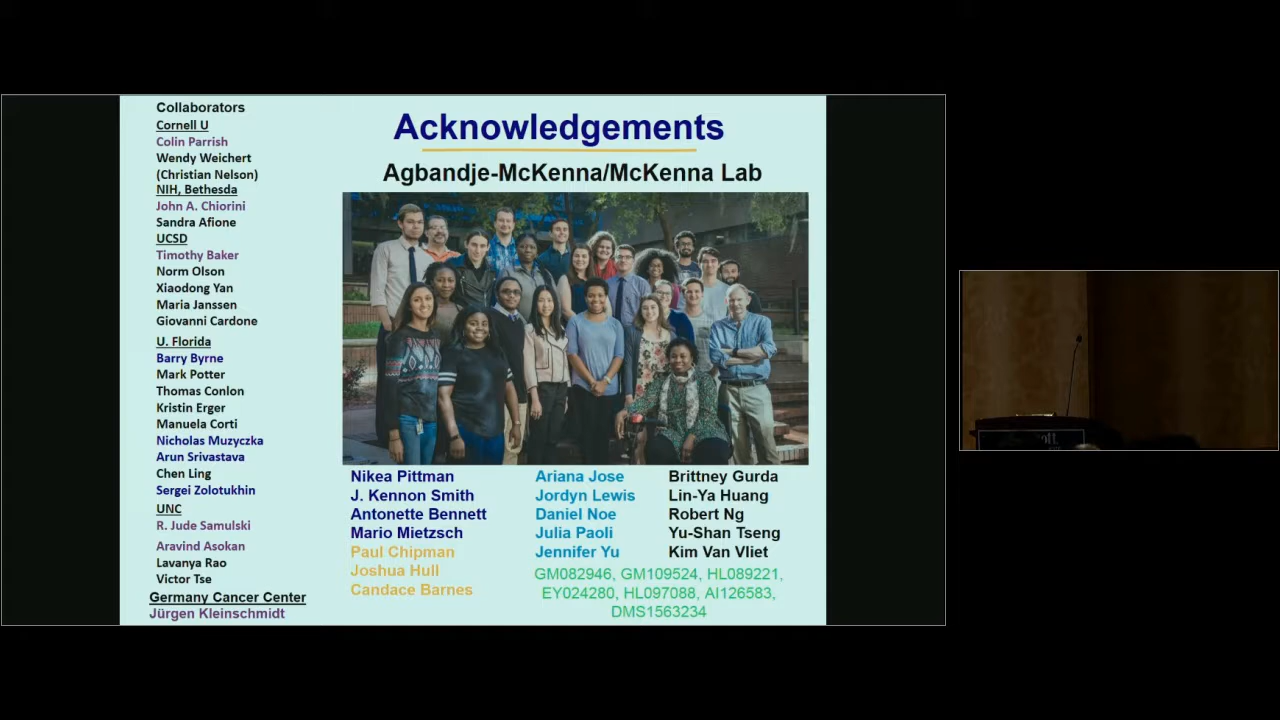 Collaborators
Cornell U
Colin Parrish
Wendy Weichert
(Christian Nelson)
NIH, Bethesda
John A. Chiorini
Sandra Afione
UCSD
Timothy Baker
Norm Olson
Xiaodong Yan
Maria Janssen
Giovanni Cardone
U. Florida
Barry Byrne
Mark Potter
Thomas Conlon
Kristin Erger
Manuela Corti
Nicholas Muzyczka
Arun Srivastava
Chen Ling
Sergei Zolotukhin
UNC
R. Jude Samulski
Aravind Asokan
Lavanya Rao
Victor Tse
Germany Cancer Center
Jürgen Kleinschmidt
Acknowledgements
Agbandje-McKenna/McKenna Lab
Nikea Pittman
J. Kennon Smith
Antonette Bennett
Mario Mietzsch
Paul Chipman
Joshua Hull
Candace Barnes
Ariana Jose
Jordyn Lewis
Daniel Noe
Julia Paoli
Jennifer Yu
Brittney Gurda
Lin-Ya Huang
Robert Ng
Yu-Shan Tseng
Kim Van Vliet
GM082946, GM109524, HL089221,
EY024280, HL097088, AI126583,
DMS1563234